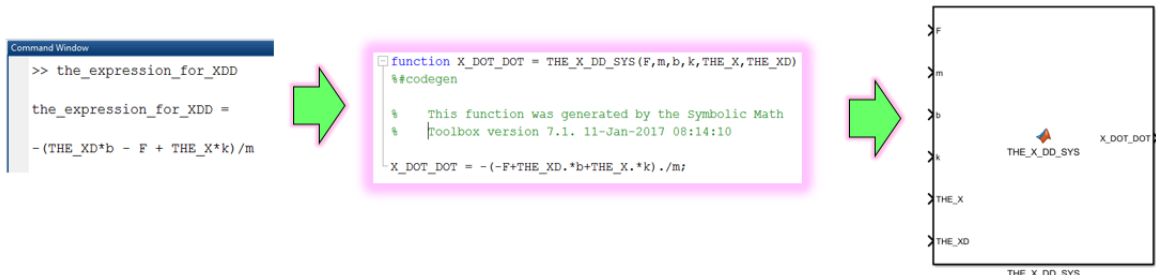 Command Window
>> the_expression_for_XDD
the_expression_for_XDD =
-(THE_XD*b - F + THE_X*k)/m
function X_DOT_DOT = THE_X_DD_SYS(F,m,b,k,THE_X,THE_XD)
%#codegen
%    This function was generated by the Symbolic Math
%    Toolbox version 7.1. 11-Jan-2017 08:14:10
X_DOT_DOT = -(-F+THE_XD.*b+THE_X.*k)./m;
F
m
b
k
THE_X
THE_XD
THE_X_DD_SYS
X_DOT_DOT
THE_X_DD_SYS